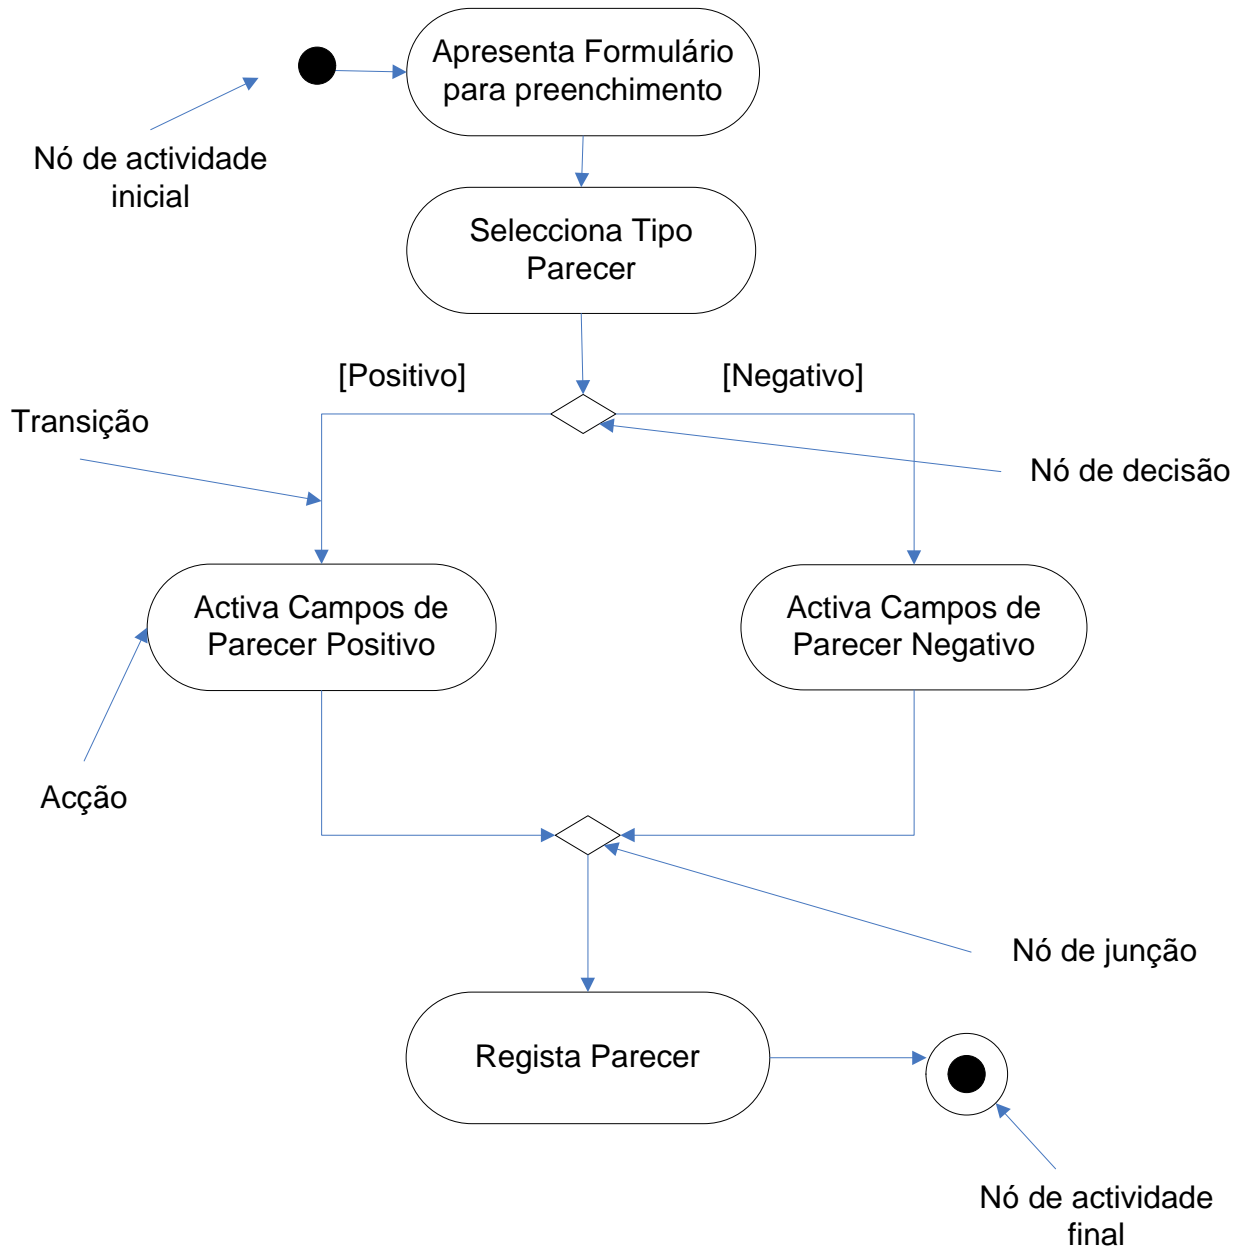 Apresenta Formulário
para preenchimento
Nó de actividade
inicial
Selecciona Tipo
Parecer
[Positivo]
[Negativo]
Transição
Nó de decisão
Activa Campos de
Parecer Positivo
Activa Campos de
Parecer Negativo
Acção
Nó de junção
Regista Parecer
Nó de actividade
final